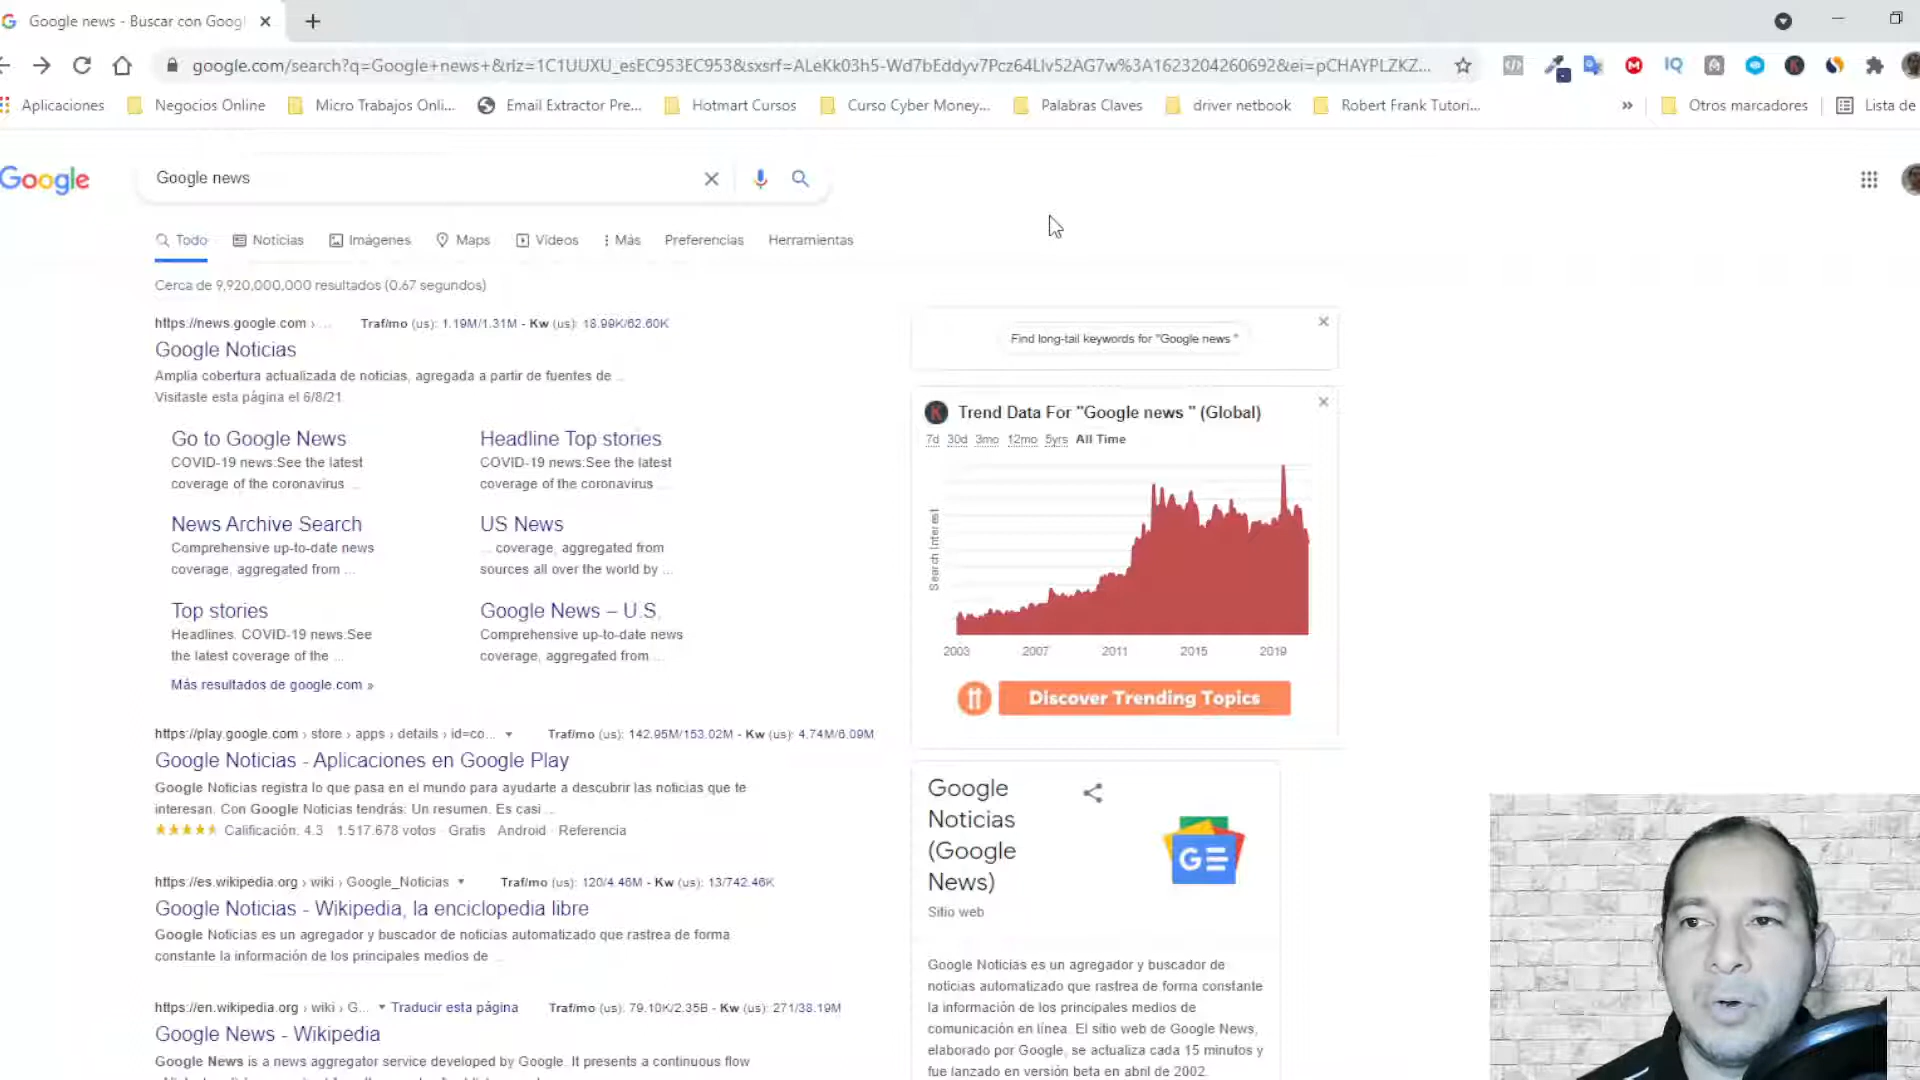 Google news - Buscar con Googl
google.com/search?q=Google+news+&riz=1C1UUXU_esEC953EC953&sxsrf=ALeKk03h5-Wd7bEddyv7Pcz64Llv52AG7w%3A1623204260692&ei=pCHAYPLZKZ...
Aplicaciones
Negocios Online
Micro Trabajos Onli...
Email Extractor Pre...
Hotmart Cursos
Curso Cyber Money...
Palabras Claves
driver netbook
Robert Frank Tutori...
»
Otros marcadores
Lista de
Google
Google news
Todo
Noticias
Imágenes
Maps
Videos
Más
Preferencias
Herramientas
Cerca de 9,920,000,000 resultados (0.67 segundos)
https://news.google.com › ... Traf/mo (us): 1.19M/1.31M - Kw (us): 18.99K/62.60K
Google Noticias
Amplia cobertura actualizada de noticias, agregada a partir de fuentes de ...
Visitaste esta página el 6/8/21.
Go to Google News
COVID-19 news:See the latest
coverage of the coronavirus ...
Headline Top stories
COVID-19 news:See the latest
coverage of the coronavirus ...
News Archive Search
Comprehensive up-to-date news
coverage, aggregated from ...
US News
... coverage, aggregated from
sources all over the world by ...
Top stories
Headlines. COVID-19 news:See
the latest coverage of the ...
Google News – U.S.
Comprehensive up-to-date news
coverage, aggregated from ...
Más resultados de google.com »
https://play.google.com › store › apps › details › id=co... Traf/mo (us): 142.95M/153.02M - Kw (us): 4.74M/6.09M
Google Noticias - Aplicaciones en Google Play
Google Noticias registra lo que pasa en el mundo para ayudarte a descubrir las noticias que te
interesan. Con Google Noticias tendrás: Un resumen. Es casi ...
Calificación: 4.3 · 1.517.678 votos · Gratis · Android · Referencia
https://es.wikipedia.org › wiki › Google_Noticias Traf/mo (us): 120/4.46M - Kw (us): 13/742.46K
Google Noticias - Wikipedia, la enciclopedia libre
Google Noticias es un agregador y buscador de noticias automatizado que rastrea de forma
constante la información de los principales medios de ...
https://en.wikipedia.org › wiki › G... Traducir esta página Traf/mo (us): 79.10K/2.35B - Kw (us): 271/38.19M
Google News - Wikipedia
Google News is a news aggregator service developed by Google. It presents a continuous flow
Find long-tail keywords for "Google news "
Trend Data For "Google news " (Global)
7d 30d 3mo 12mo 5yrs All Time
Search Interest
2003 2007 2011 2015 2019
Discover Trending Topics
Google
Noticias
(Google
News)
Sitio web
Google Noticias es un agregador y buscador de
noticias automatizado que rastrea de forma constante
la información de los principales medios de
comunicación en línea. El sitio web de Google News,
elaborado por Google, se actualiza cada 15 minutos y
fue lanzado en versión beta en abril de 2002.